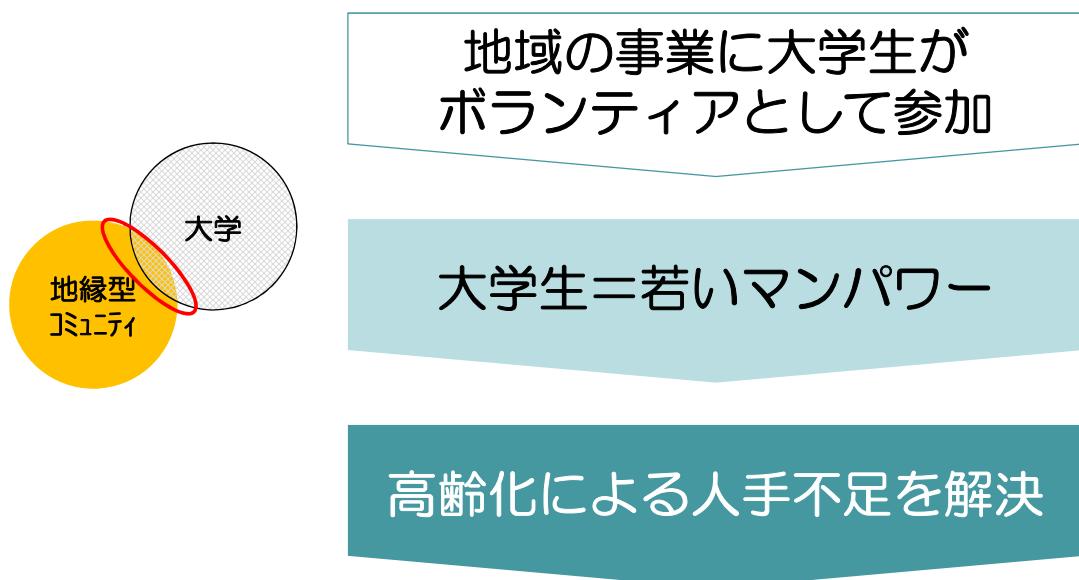 地域の事業に大学生が
ボランティアとして参加
大学
地縁型
コミュニティ
大学生＝若いマンパワー
高齢化による人手不足を解決